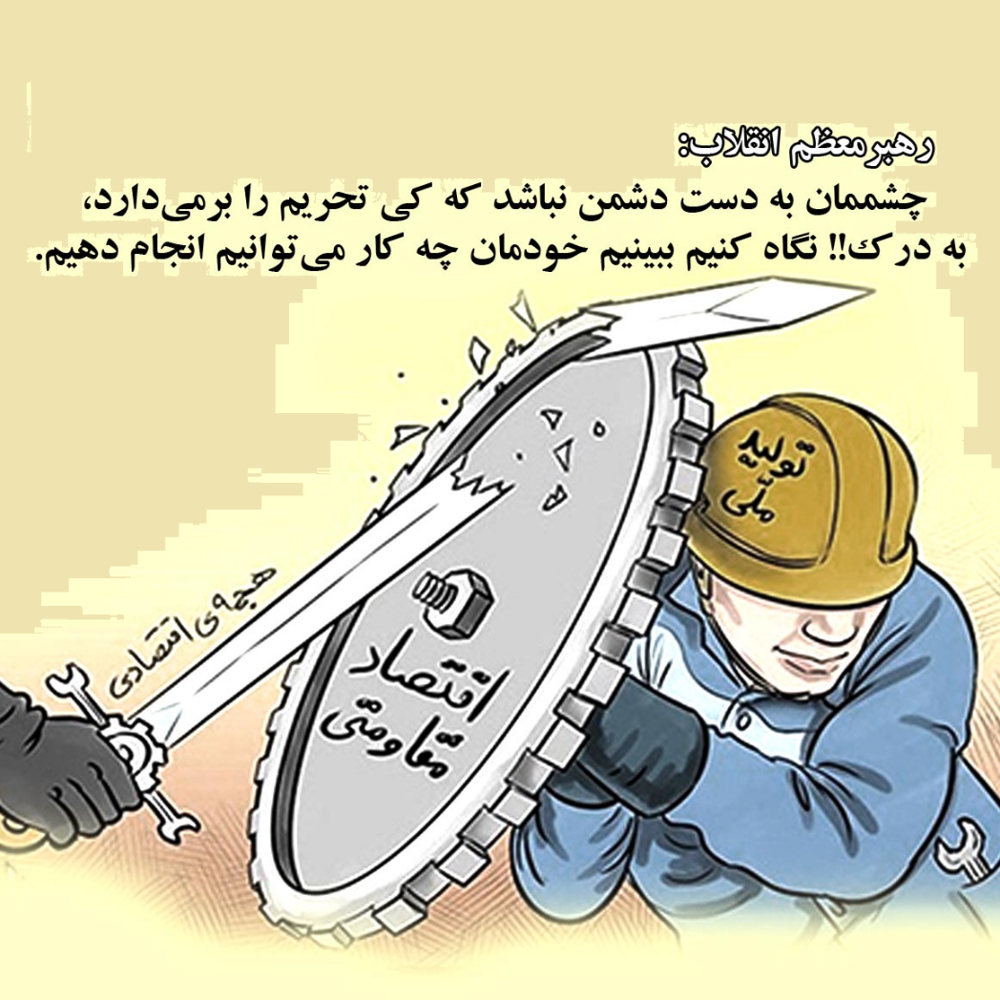 رهبر معظم انقلاب:
چشممان به دست دشمن نباشد که کی تحریم را برمی‌دارد،
به درک!! نگاه کنیم ببینیم خودمان چه کار می‌توانیم انجام دهیم.
تولید
ملّی
هجمه‌ی اقتصادی
اقتصاد
مقاومتی